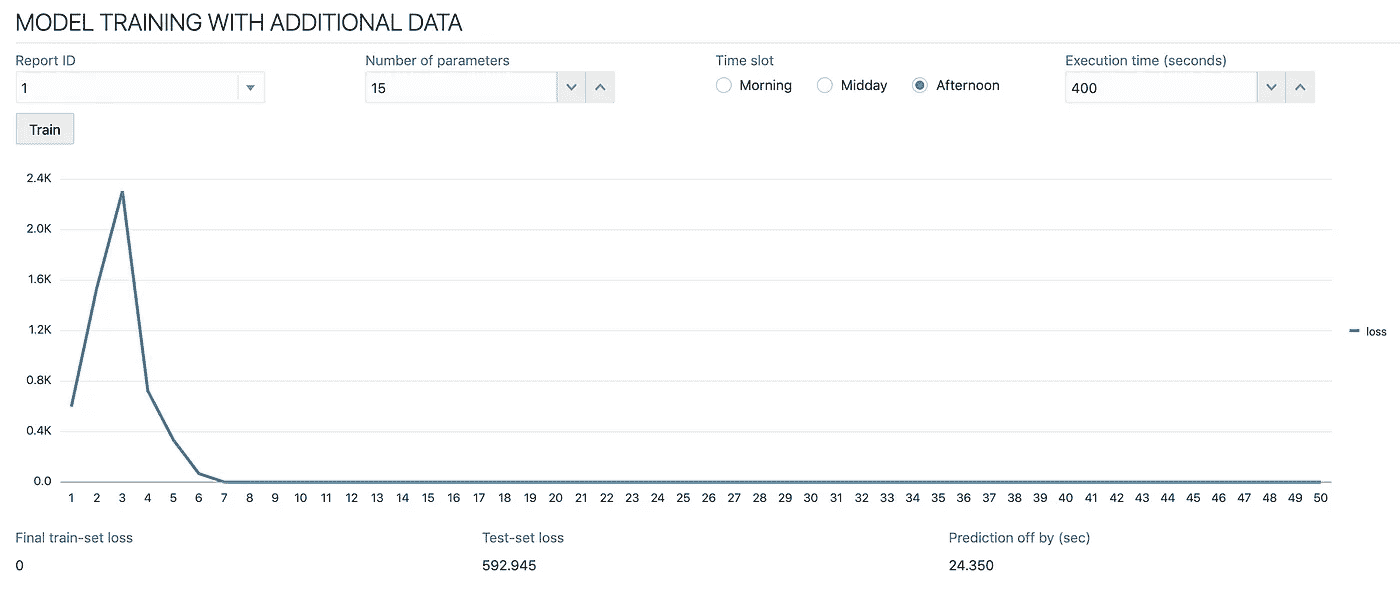 MODEL TRAINING WITH ADDITIONAL DATA
Report ID Number of parameters Time slot Execution time (seconds)
1 15 Morning Midday Afternoon 400
Train
2.4K
2.0K
1.6K
1.2K
loss
0.8K
0.4K
0.0
1 2 3 4 5 6 7 8 9 10 11 12 13 14 15 16 17 18 19 20 21 22 23 24 25 26 27 28 29 30 31 32 33 34 35 36 37 38 39 40 41 42 43 44 45 46 47 48 49 50
Final train-set loss Test-set loss Prediction off by (sec)
0 592.945 24.350